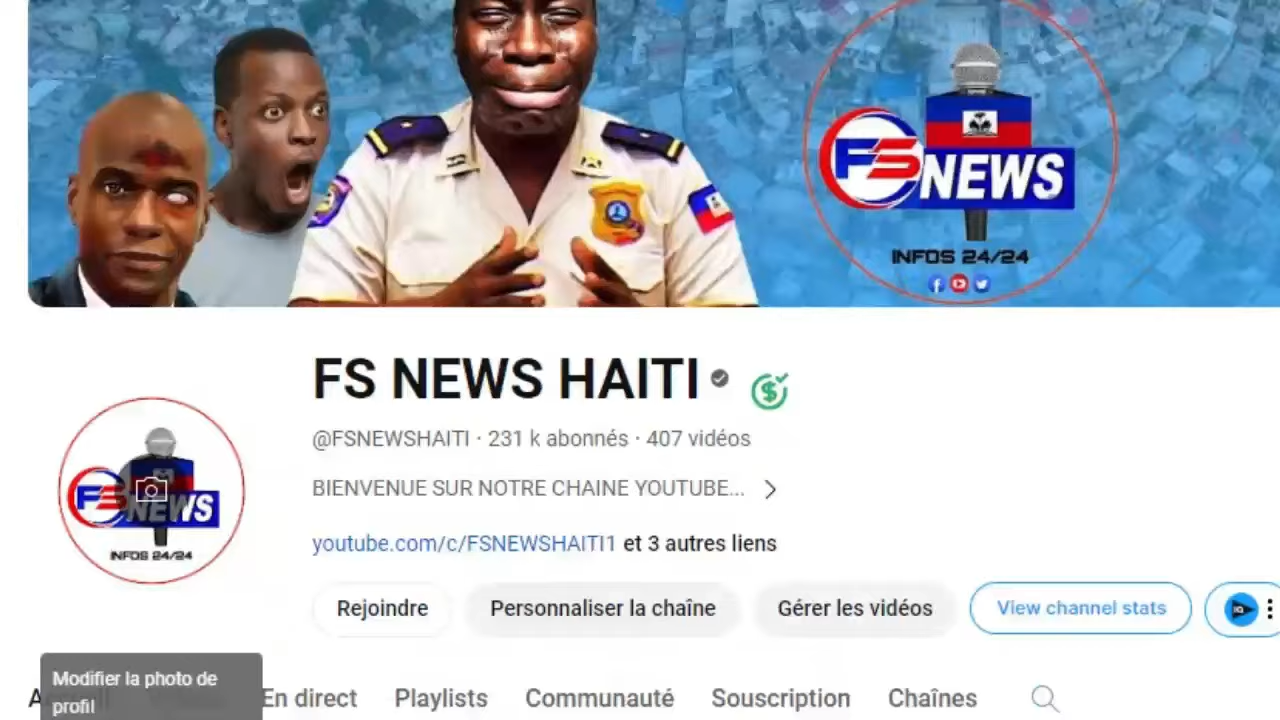 FS NEWS
INFOS 24/24
FS NEWS HAITI
@FSNEWSHAITI · 231 k abonnés · 407 vidéos
BIENVENUE SUR NOTRE CHAINE YOUTUBE...
youtube.com/c/FSNEWSHAITI1 et 3 autres liens
FS NEWS
INFOS 24/24
Rejoindre Personnaliser la chaîne Gérer les vidéos View channel stats
Modifier la photo de
profil
En direct Playlists Communauté Souscription Chaînes